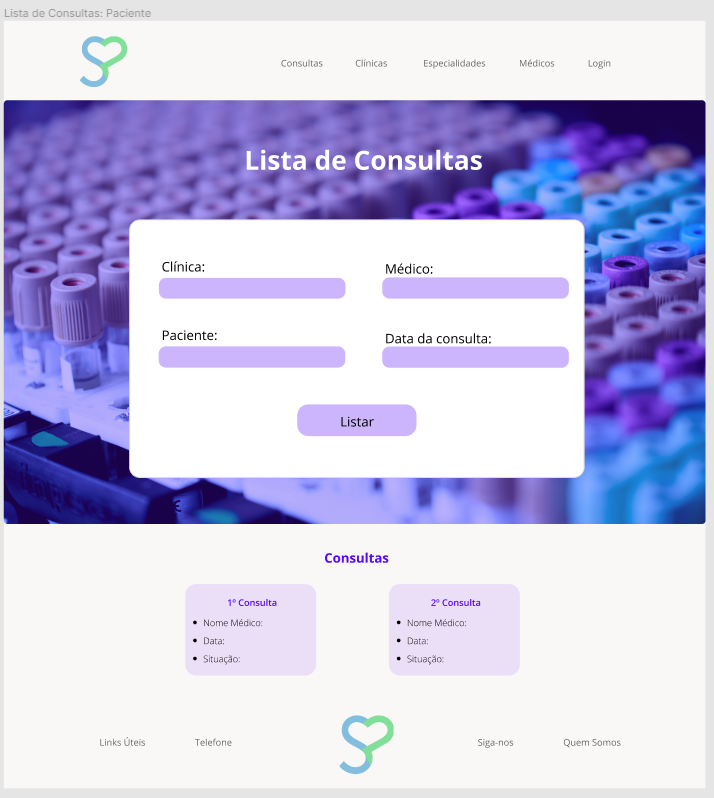 Lista de Consultas: Paciente
Consultas Clínicas Especialidades Médicos Login
Lista de Consultas
Clínica: Médico:
Paciente: Data da consulta:
Listar
Consultas
1º Consulta 2º Consulta
Nome Médico: Nome Médico:
Data: Data:
Situação: Situação:
Links Úteis Telefone Siga-nos Quem Somos